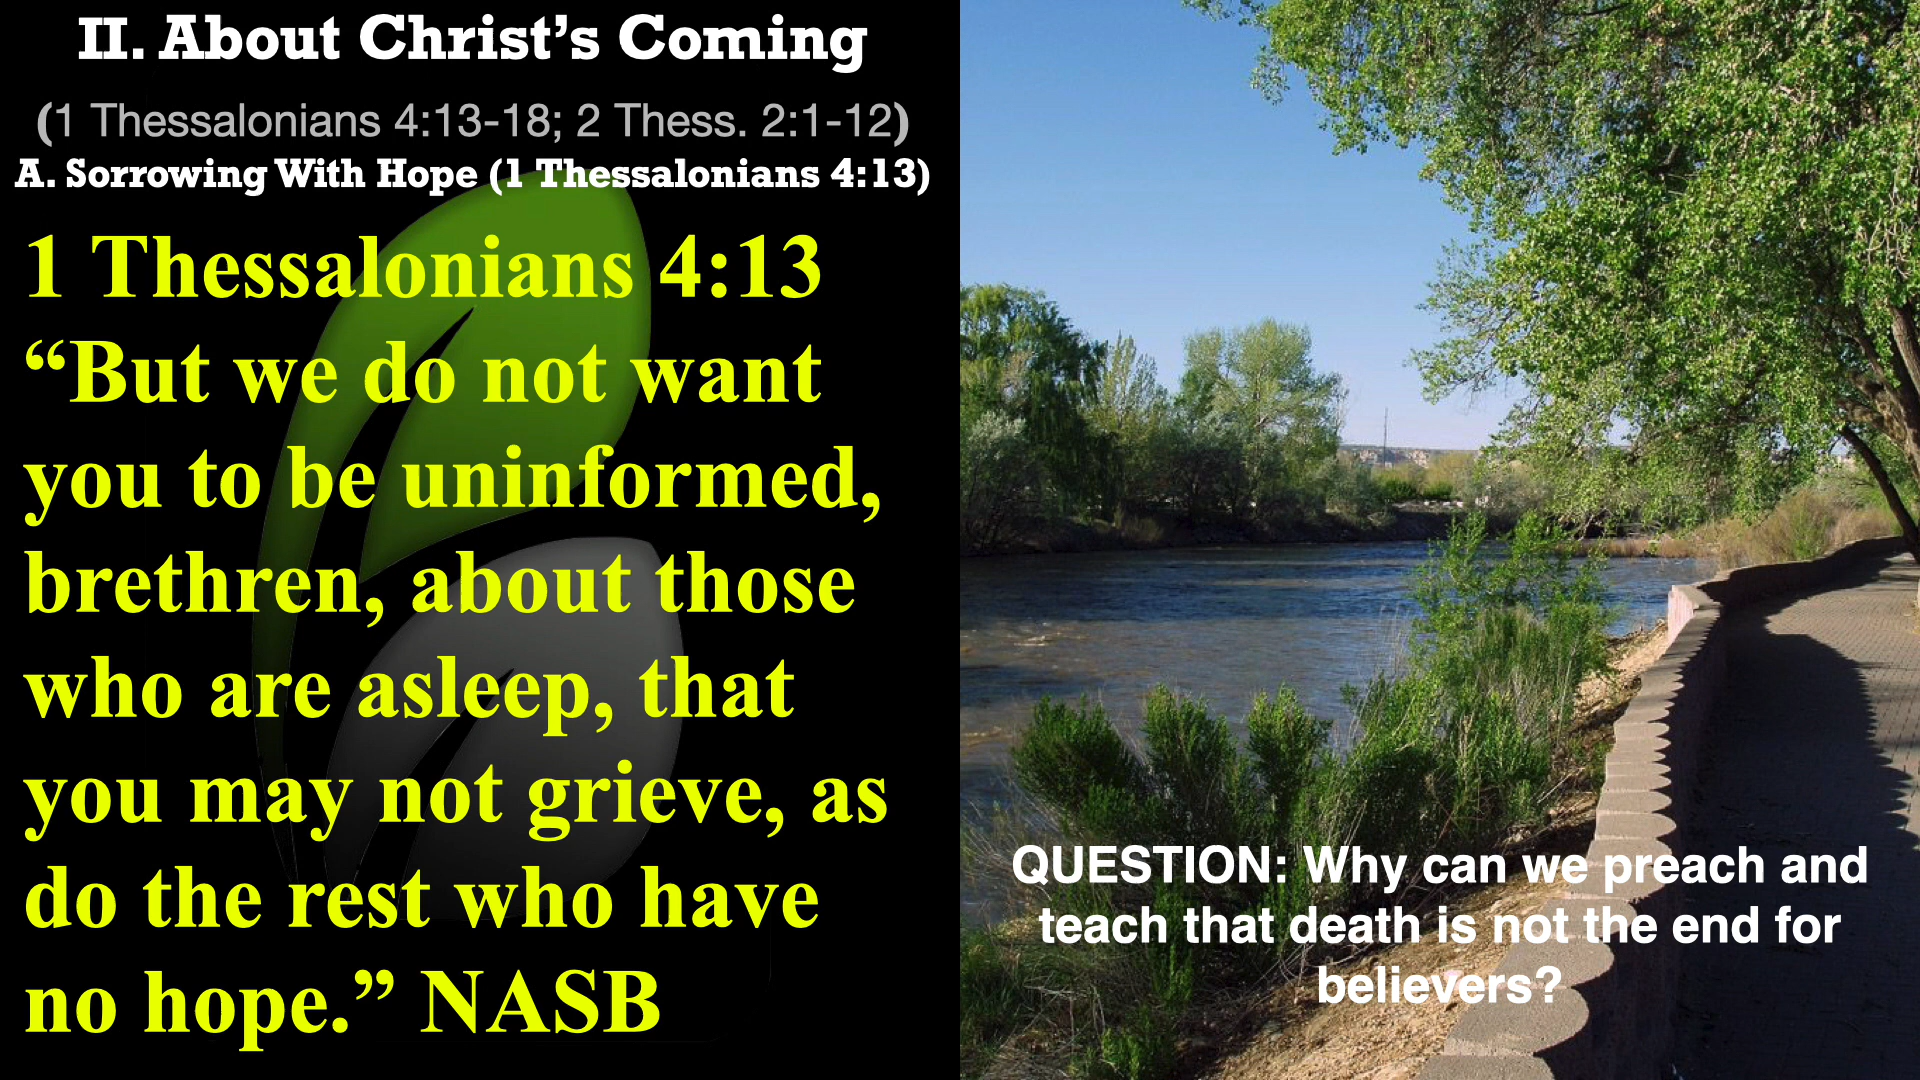 II. About Christ’s Coming
(1 Thessalonians 4:13-18; 2 Thess. 2:1-12)
A. Sorrowing With Hope (1 Thessalonians 4:13)
1 Thessalonians 4:13
“But we do not want
you to be uninformed,
brethren, about those
who are asleep, that
you may not grieve, as
do the rest who have
no hope.” NASB
QUESTION: Why can we preach and
teach that death is not the end for
believers?